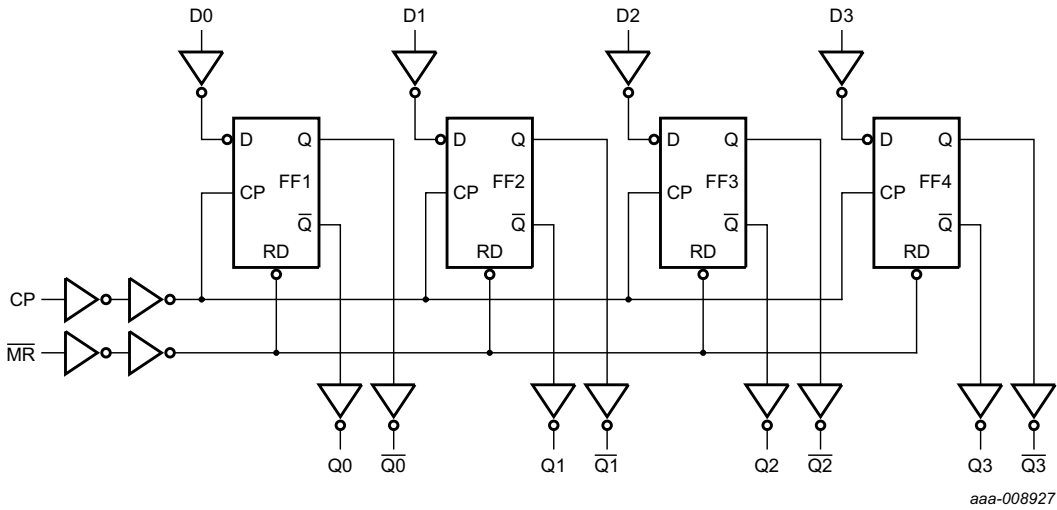 D0 D1 D2 D3
D Q D Q D Q D Q
FF1 FF2 FF3 FF4
CP CP CP CP
Q̅ Q̅ Q̅ Q̅
RD RD RD RD
CP
M̅R̅
Q0 Q̅0̅ Q1 Q̅1̅ Q2 Q̅2̅ Q3 Q̅3̅
aaa-008927